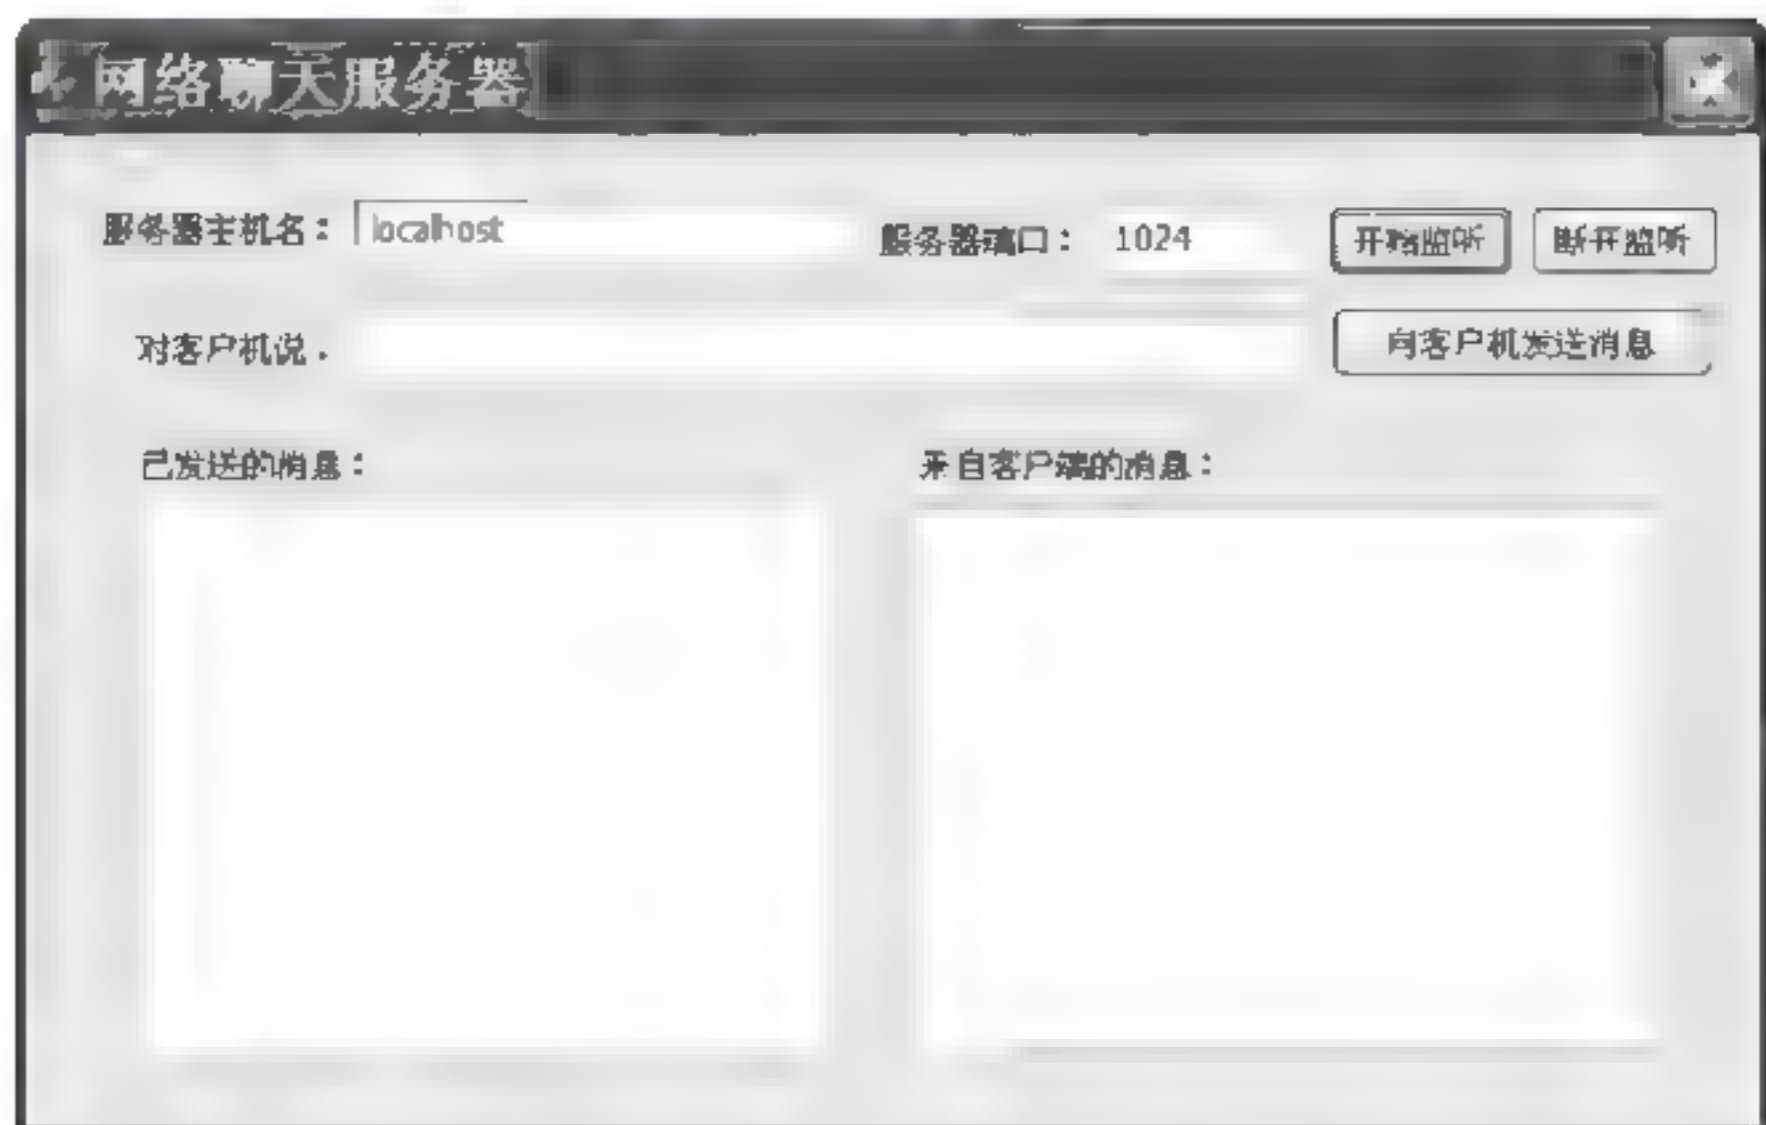 网络聊天服务器
服务器主机名： localhost 服务器端口： 1024 开始监听 断开监听
对客户机说： 向客户机发送消息
已发送的消息： 来自客户端的消息：